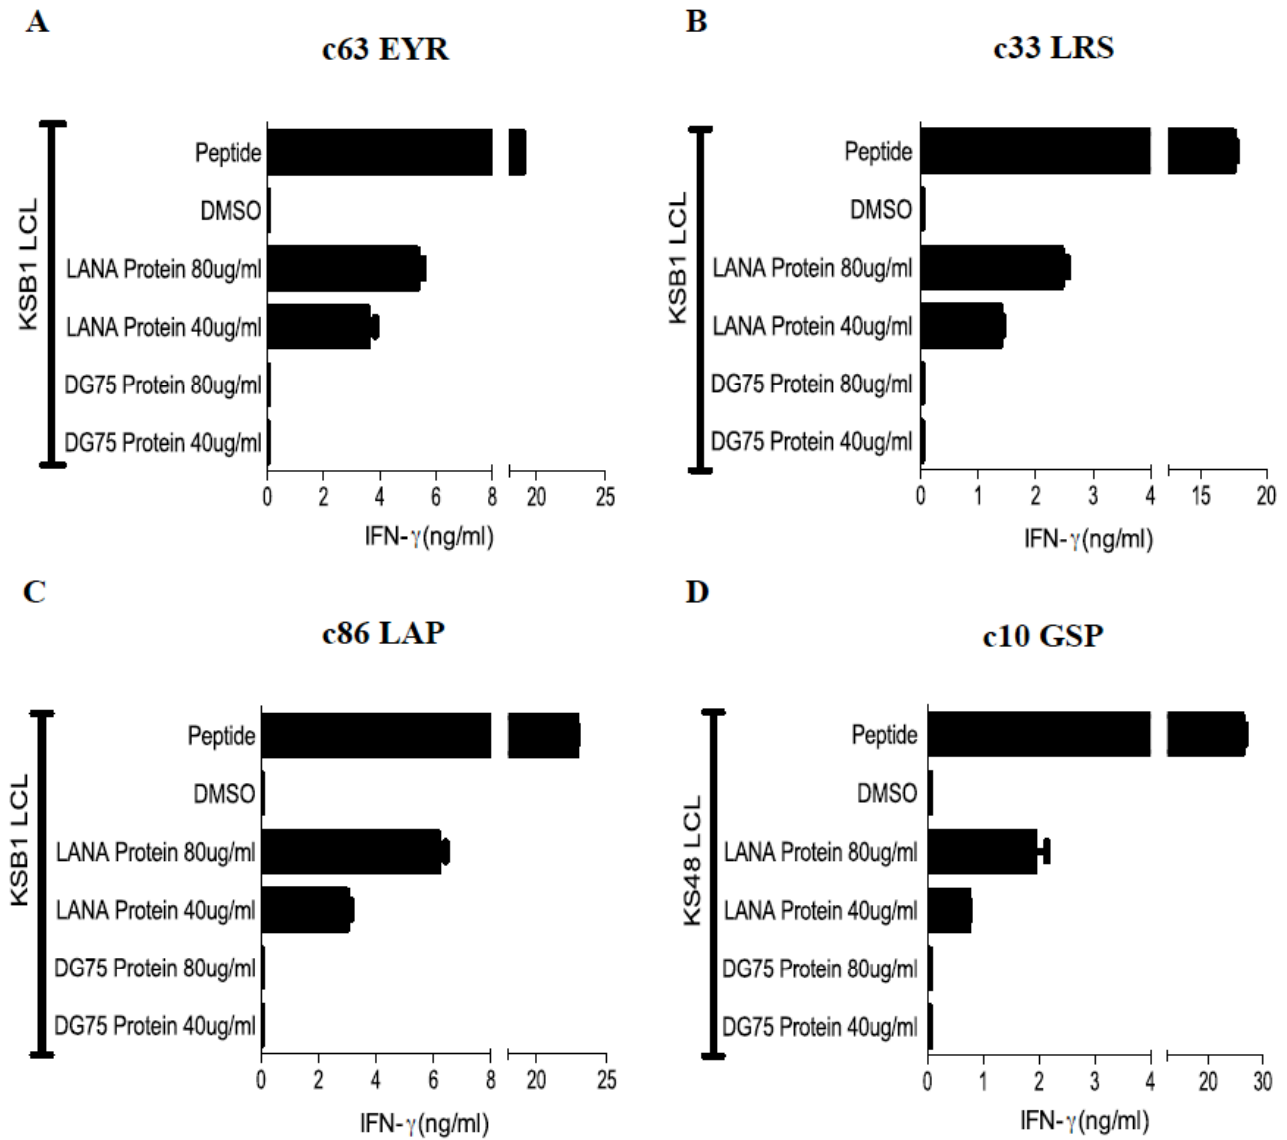 A
c63 EYR
KSB1 LCL
Peptide
DMSO
LANA Protein 80ug/ml
LANA Protein 40ug/ml
DG75 Protein 80ug/ml
DG75 Protein 40ug/ml
0 2 4 6 8 20 25
IFN-γ(ng/ml)
B
c33 LRS
KSB1 LCL
Peptide
DMSO
LANA Protein 80ug/ml
LANA Protein 40ug/ml
DG75 Protein 80ug/ml
DG75 Protein 40ug/ml
0 1 2 3 4 15 20
IFN-γ(ng/ml)
C
c86 LAP
KSB1 LCL
Peptide
DMSO
LANA Protein 80ug/ml
LANA Protein 40ug/ml
DG75 Protein 80ug/ml
DG75 Protein 40ug/ml
0 2 4 6 8 20 25
IFN-γ(ng/ml)
D
c10 GSP
KS48 LCL
Peptide
DMSO
LANA Protein 80ug/ml
LANA Protein 40ug/ml
DG75 Protein 80ug/ml
DG75 Protein 40ug/ml
0 1 2 3 4 20 30
IFN-γ(ng/ml)